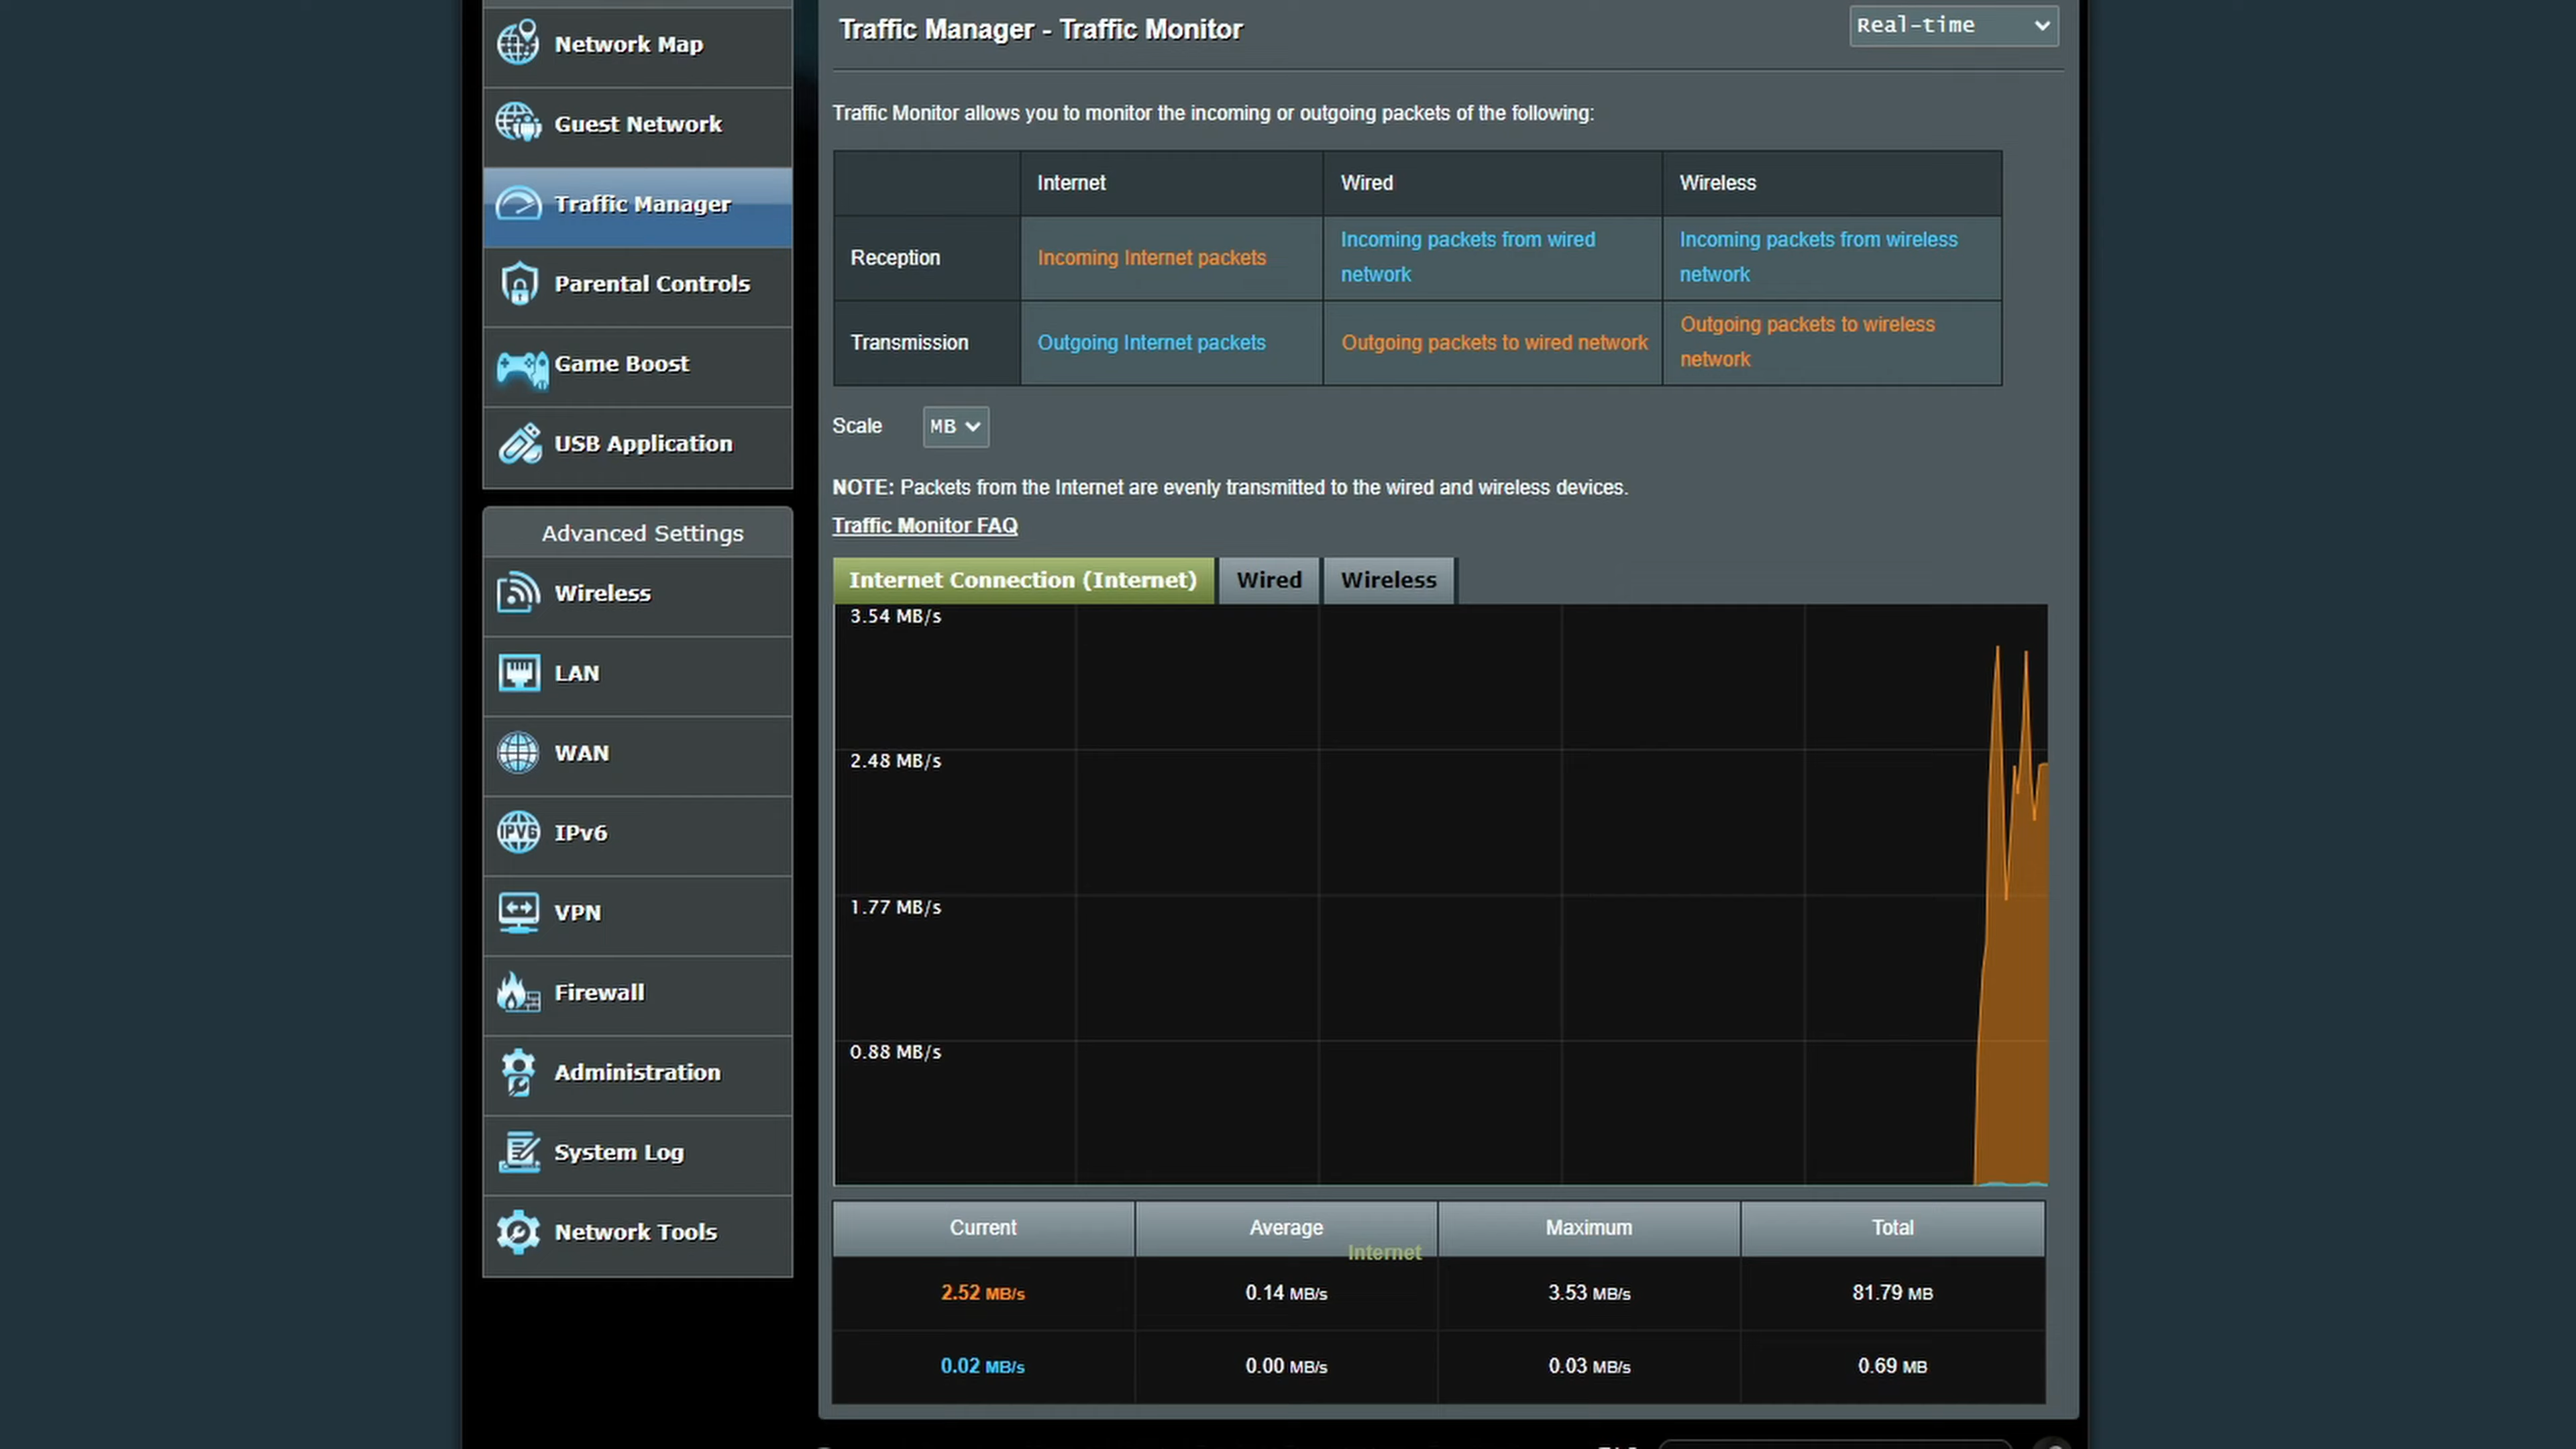 Network Map
Guest Network
Traffic Manager
Parental Controls
Game Boost
USB Application
Advanced Settings
Wireless
LAN
WAN
IPv6
VPN
Firewall
Administration
System Log
Network Tools
Traffic Manager - Traffic Monitor
Real-time
Traffic Monitor allows you to monitor the incoming or outgoing packets of the following:
Internet Wired Wireless
Reception Incoming Internet packets Incoming packets from wired network Incoming packets from wireless network
Transmission Outgoing Internet packets Outgoing packets to wired network Outgoing packets to wireless network
Scale MB
NOTE: Packets from the Internet are evenly transmitted to the wired and wireless devices.
Traffic Monitor FAQ
Internet Connection (Internet) Wired Wireless
3.54 MB/s
2.48 MB/s
1.77 MB/s
0.88 MB/s
Current Average Maximum Total
Internet
2.52 MB/s 0.14 MB/s 3.53 MB/s 81.79 MB
0.02 MB/s 0.00 MB/s 0.03 MB/s 0.69 MB